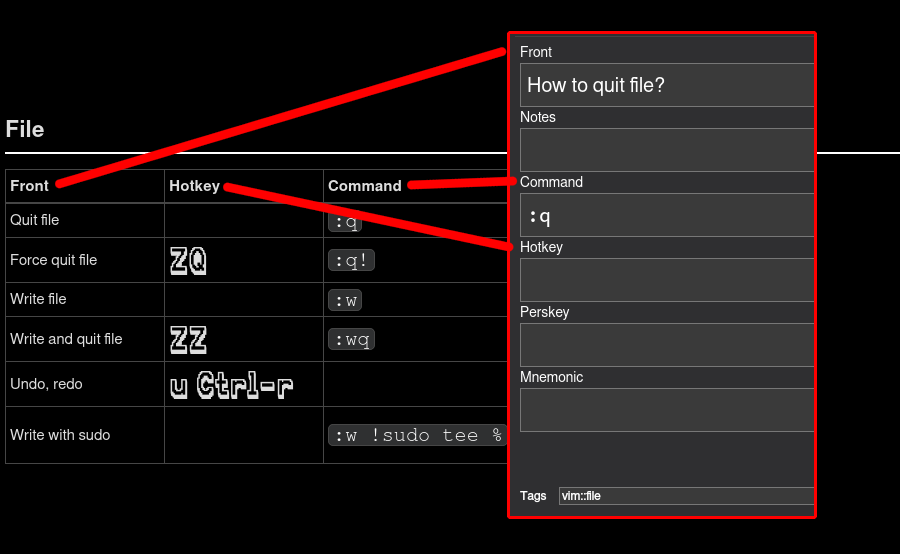 File
Front Hotkey Command
Quit file :q
Force quit file ZQ :q!
Write file :w
Write and quit file ZZ :wq
Undo, redo u Ctrl-r
Write with sudo :w !sudo tee %
Front
How to quit file?
Notes
Command
:q
Hotkey
Perskey
Mnemonic
Tags vim::file